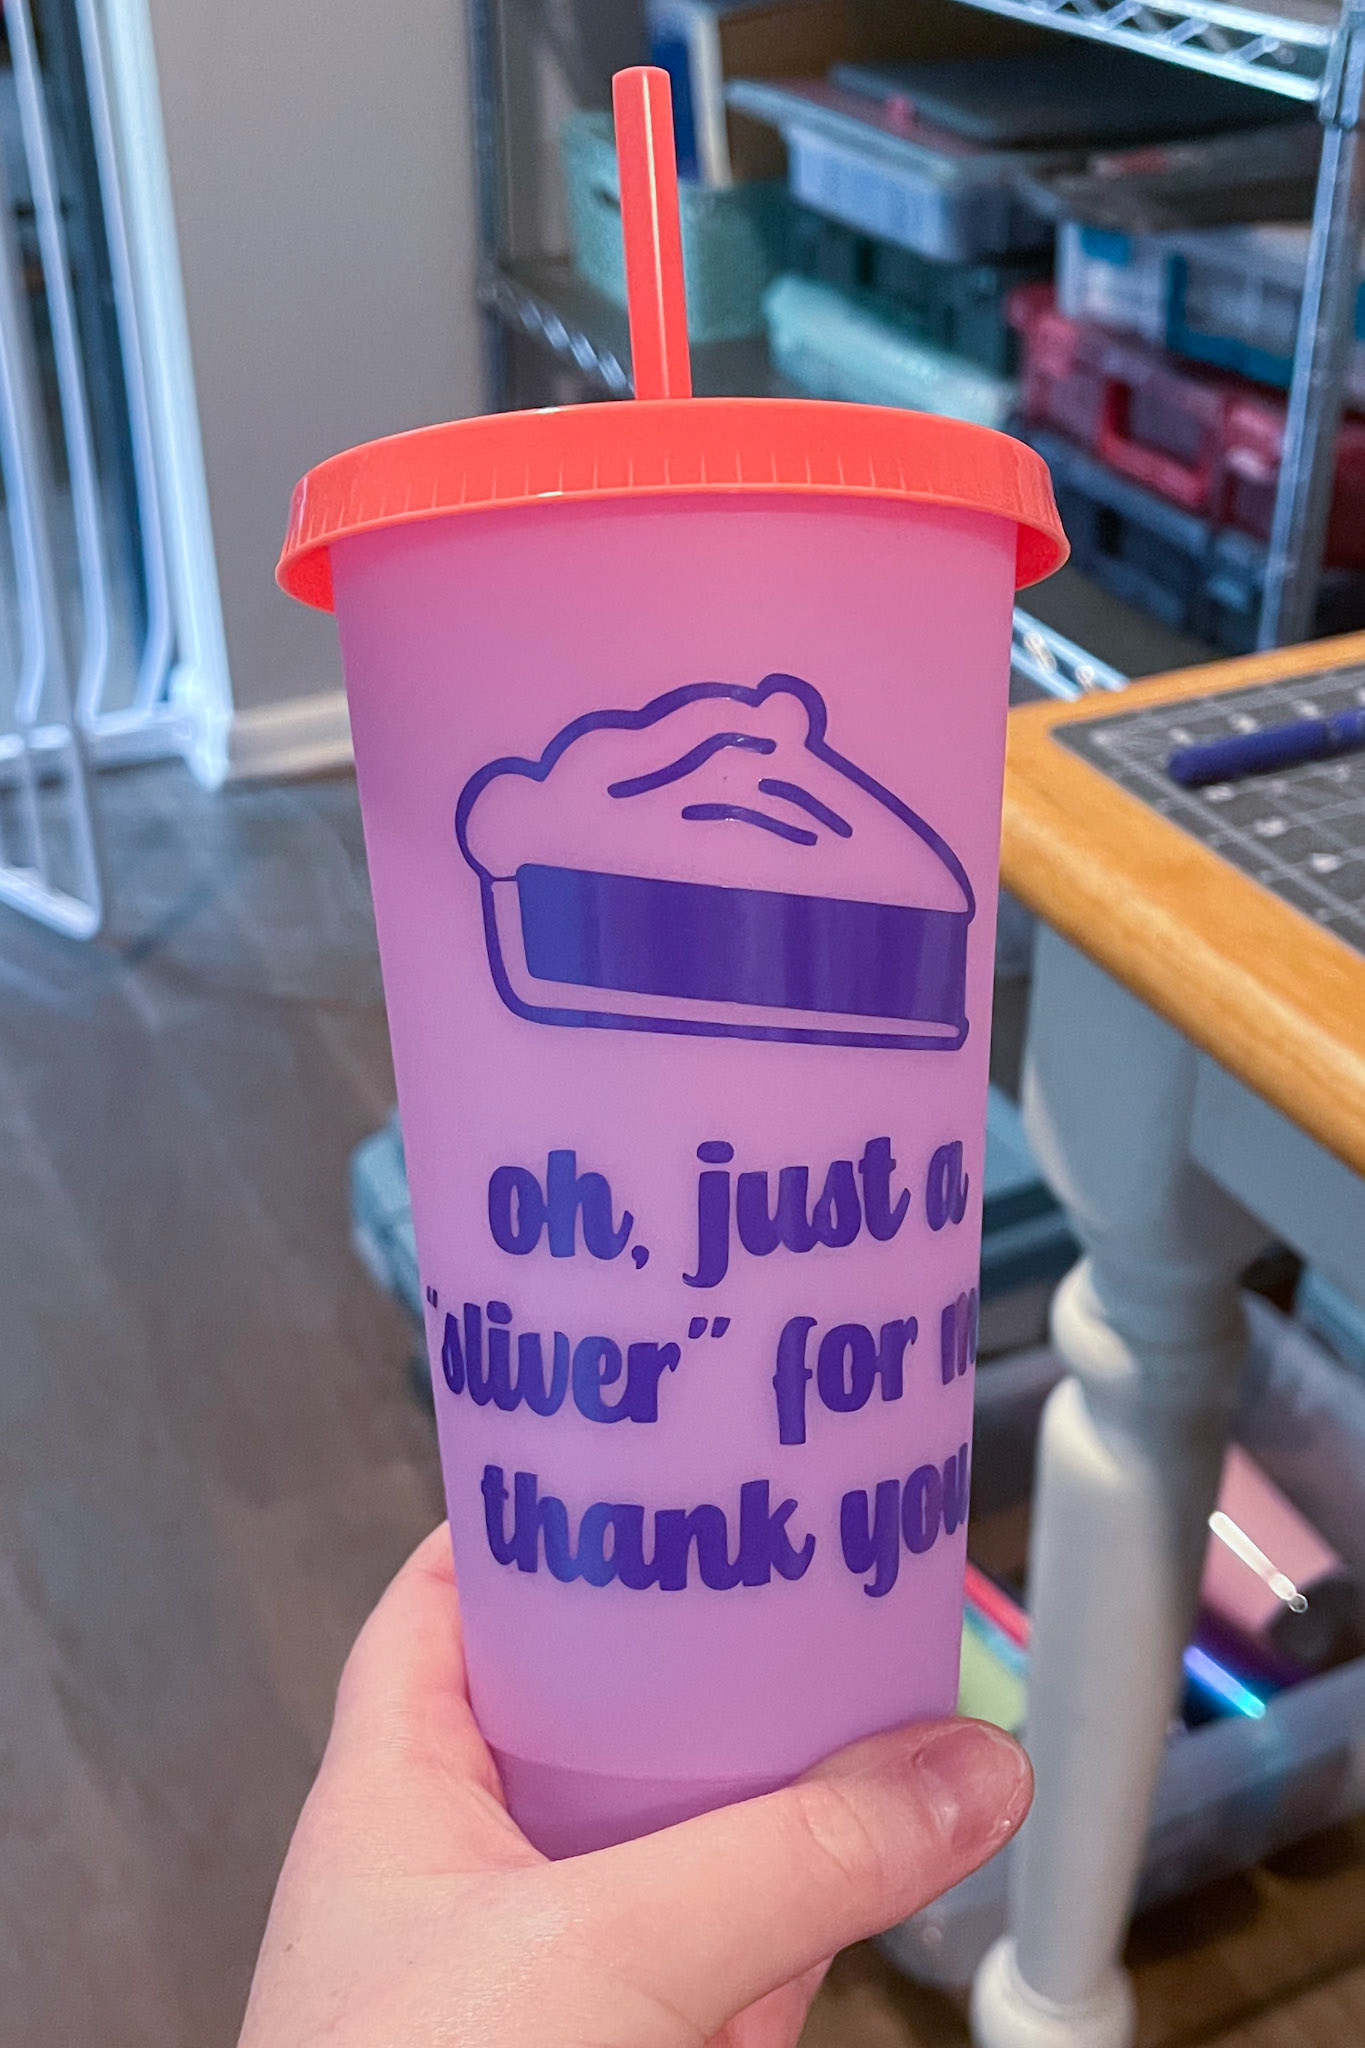 oh, just a
"sliver" for m
thank you